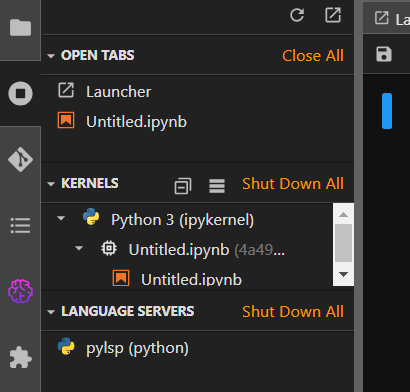 OPEN TABS Close All
Launcher
Untitled.ipynb
KERNELS Shut Down All
Python 3 (ipykernel)
Untitled.ipynb (4a49...
Untitled.ipynb
LANGUAGE SERVERS Shut Down All
pylsp (python)
La